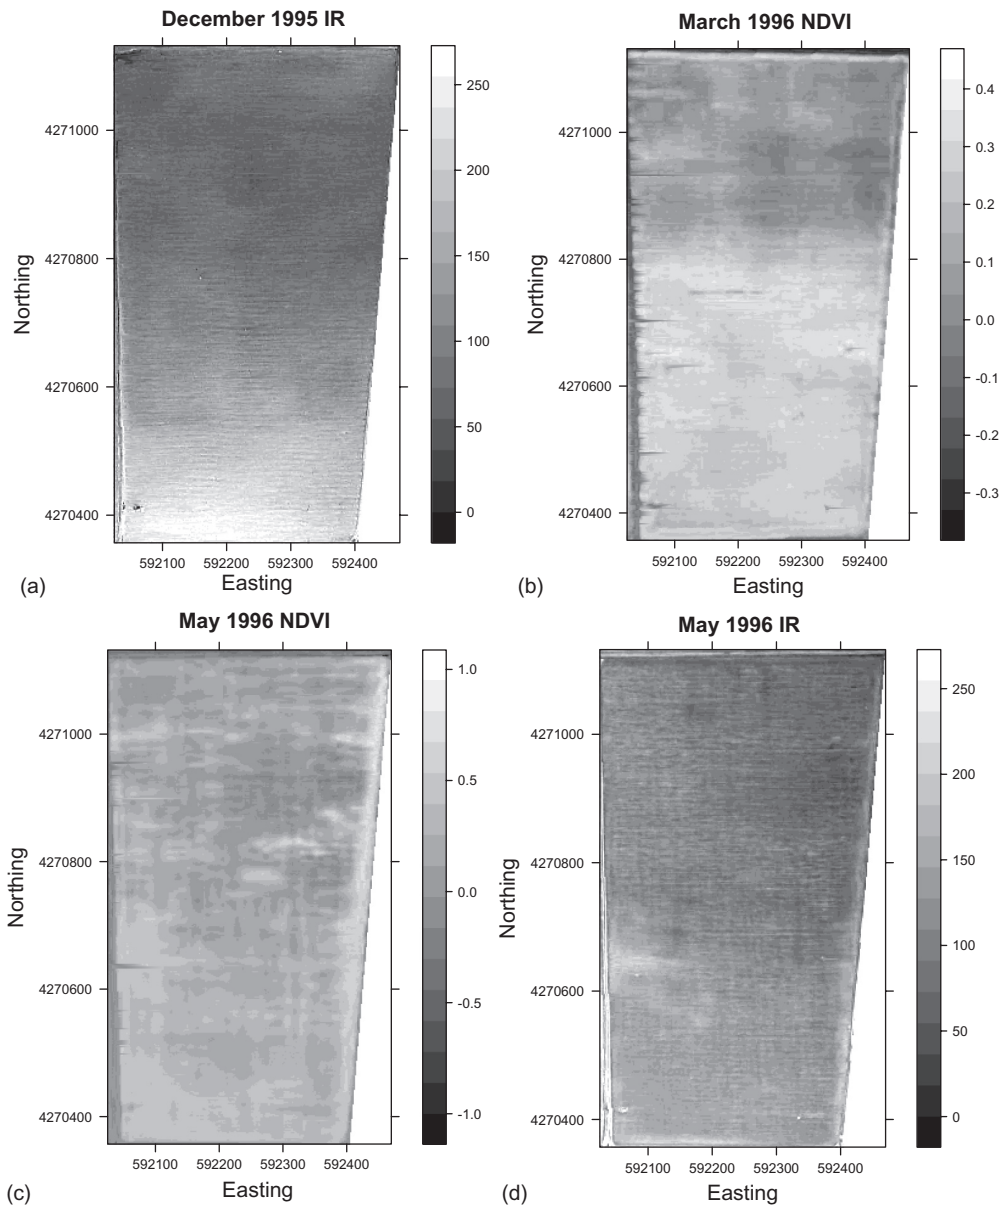 December 1995 IR
250
200
150
100
50
0
4271000
4270800
4270600
4270400
Northing
592100 592200 592300 592400
Easting
(a)
March 1996 NDVI
0.4
0.3
0.2
0.1
0.0
-0.1
-0.2
-0.3
4271000
4270800
4270600
4270400
Northing
592100 592200 592300 592400
Easting
(b)
May 1996 NDVI
1.0
0.5
0.0
-0.5
-1.0
4271000
4270800
4270600
4270400
Northing
592100 592200 592300 592400
Easting
(c)
May 1996 IR
250
200
150
100
50
0
4271000
4270800
4270600
4270400
Northing
592100 592200 592300 592400
Easting
(d)